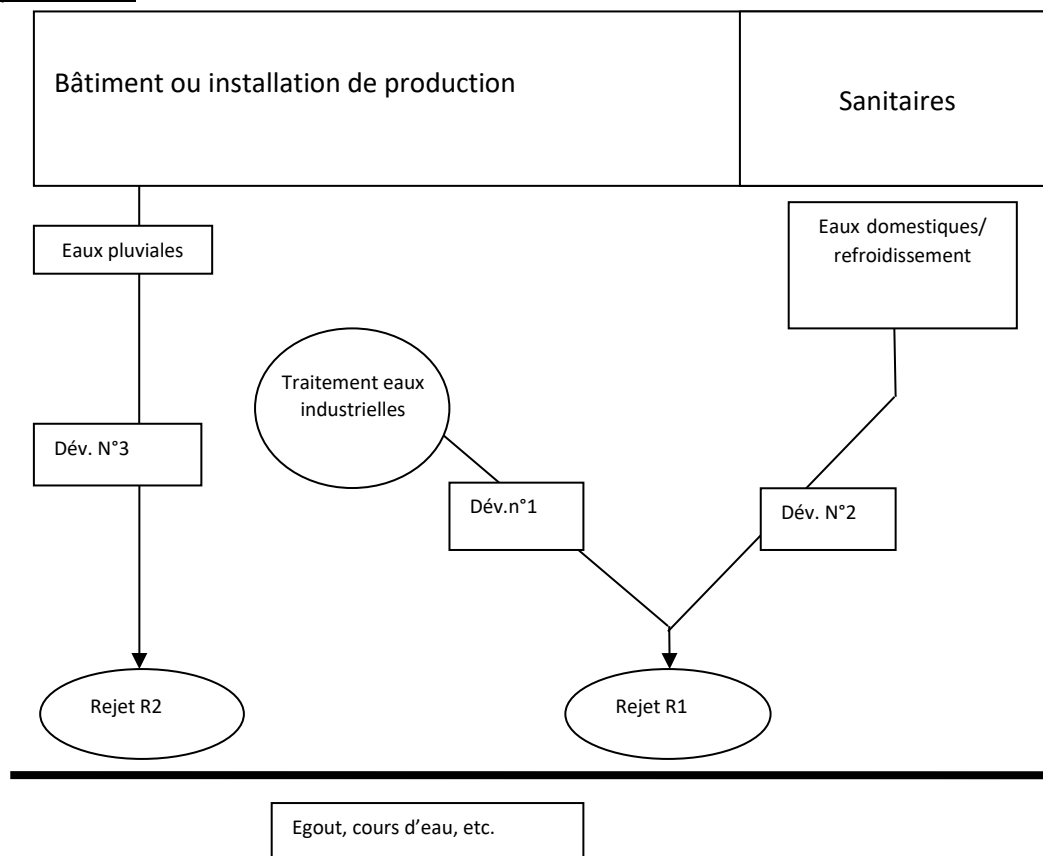 Bâtiment ou installation de production
Sanitaires
Eaux pluviales
Eaux domestiques/
refroidissement
Traitement eaux
industrielles
Dév. N°3
Dév.n°1
Dév. N°2
Rejet R2
Rejet R1
Egout, cours d’eau, etc.